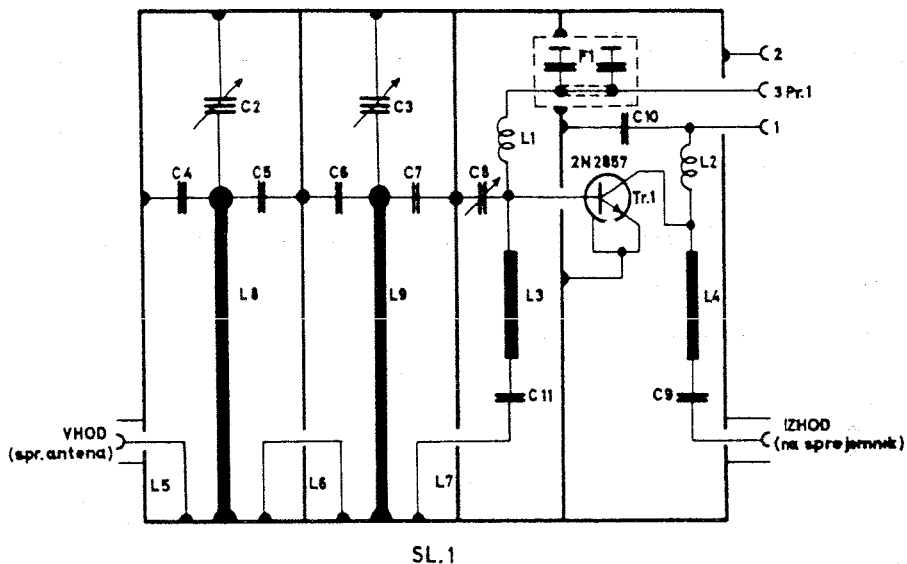 2
F1
3 Pr.1
C2
C3
C10
1
L1
2N2857
L2
C4
C5
C6
C7
C8
Tr.1
L8
L9
L3
L4
C11
C9
VHOD
(spr.antena)
IZHOD
(na sprejemnik)
L5
L6
L7
SL.1